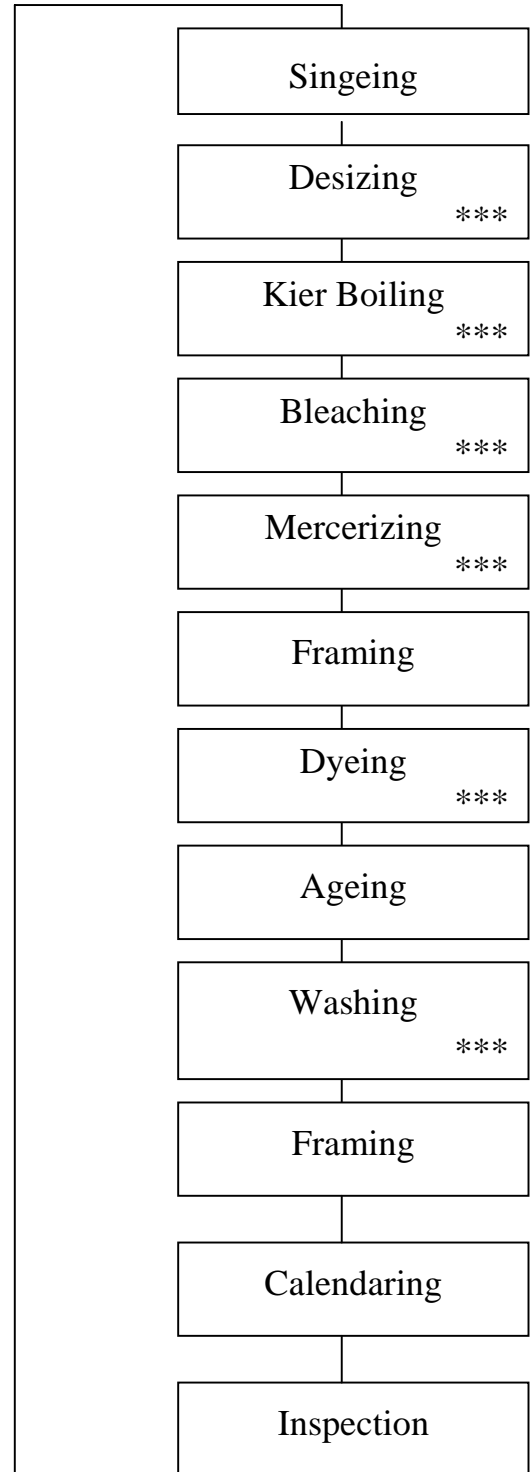 Singeing
Desizing
***
Kier Boiling
***
Bleaching
***
Mercerizing
***
Framing
Dyeing
***
Ageing
Washing
***
Framing
Calendaring
Inspection